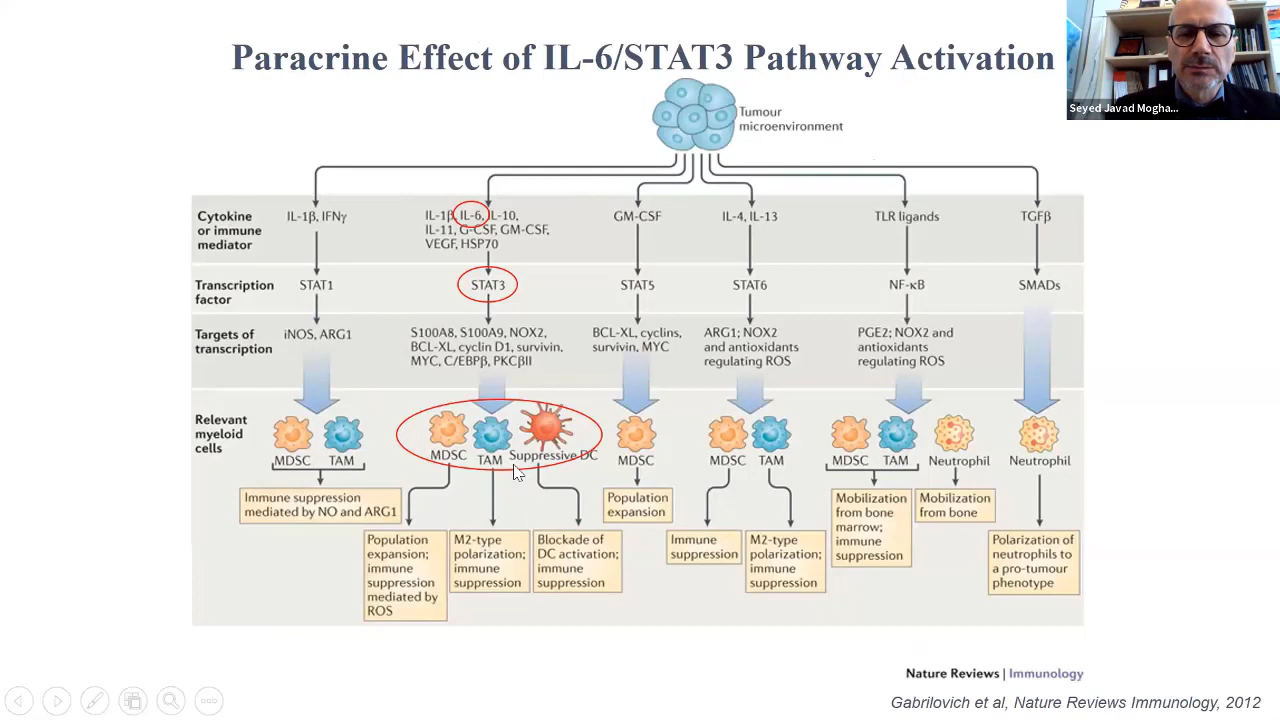 Paracrine Effect of IL-6/STAT3 Pathway Activation
Seyed Javad Mogha...
Tumour
microenvironment
Cytokine
or immune
mediator
IL-1β, IFNγ
IL-1β, IL-6, IL-10,
IL-11, G-CSF, GM-CSF,
VEGF, HSP70
GM-CSF
IL-4, IL-13
TLR ligands
TGFβ
Transcription
factor
STAT1
STAT3
STAT5
STAT6
NF-κB
SMADs
Targets of
transcription
iNOS, ARG1
S100A8, S100A9, NOX2,
BCL-XL, cyclin D1, survivin,
MYC, C/EBPβ, PKCβII
BCL-XL, cyclins,
survivin, MYC
ARG1; NOX2
and antioxidants
regulating ROS
PGE2; NOX2 and
antioxidants
regulating ROS
Relevant
myeloid
cells
MDSC
TAM
MDSC
TAM
Suppressive DC
MDSC
MDSC
TAM
MDSC
TAM
Neutrophil
Neutrophil
Immune suppression
mediated by NO and ARG1
Population
expansion;
immune
suppression
mediated by
ROS
M2-type
polarization;
immune
suppression
Blockade of
DC activation;
immune
suppression
Population
expansion
Immune
suppression
M2-type
polarization;
immune
suppression
Mobilization
from bone
marrow;
immune
suppression
Mobilization
from bone
Polarization of
neutrophils to
a pro-tumour
phenotype
Nature Reviews | Immunology
Gabrilovich et al, Nature Reviews Immunology, 2012